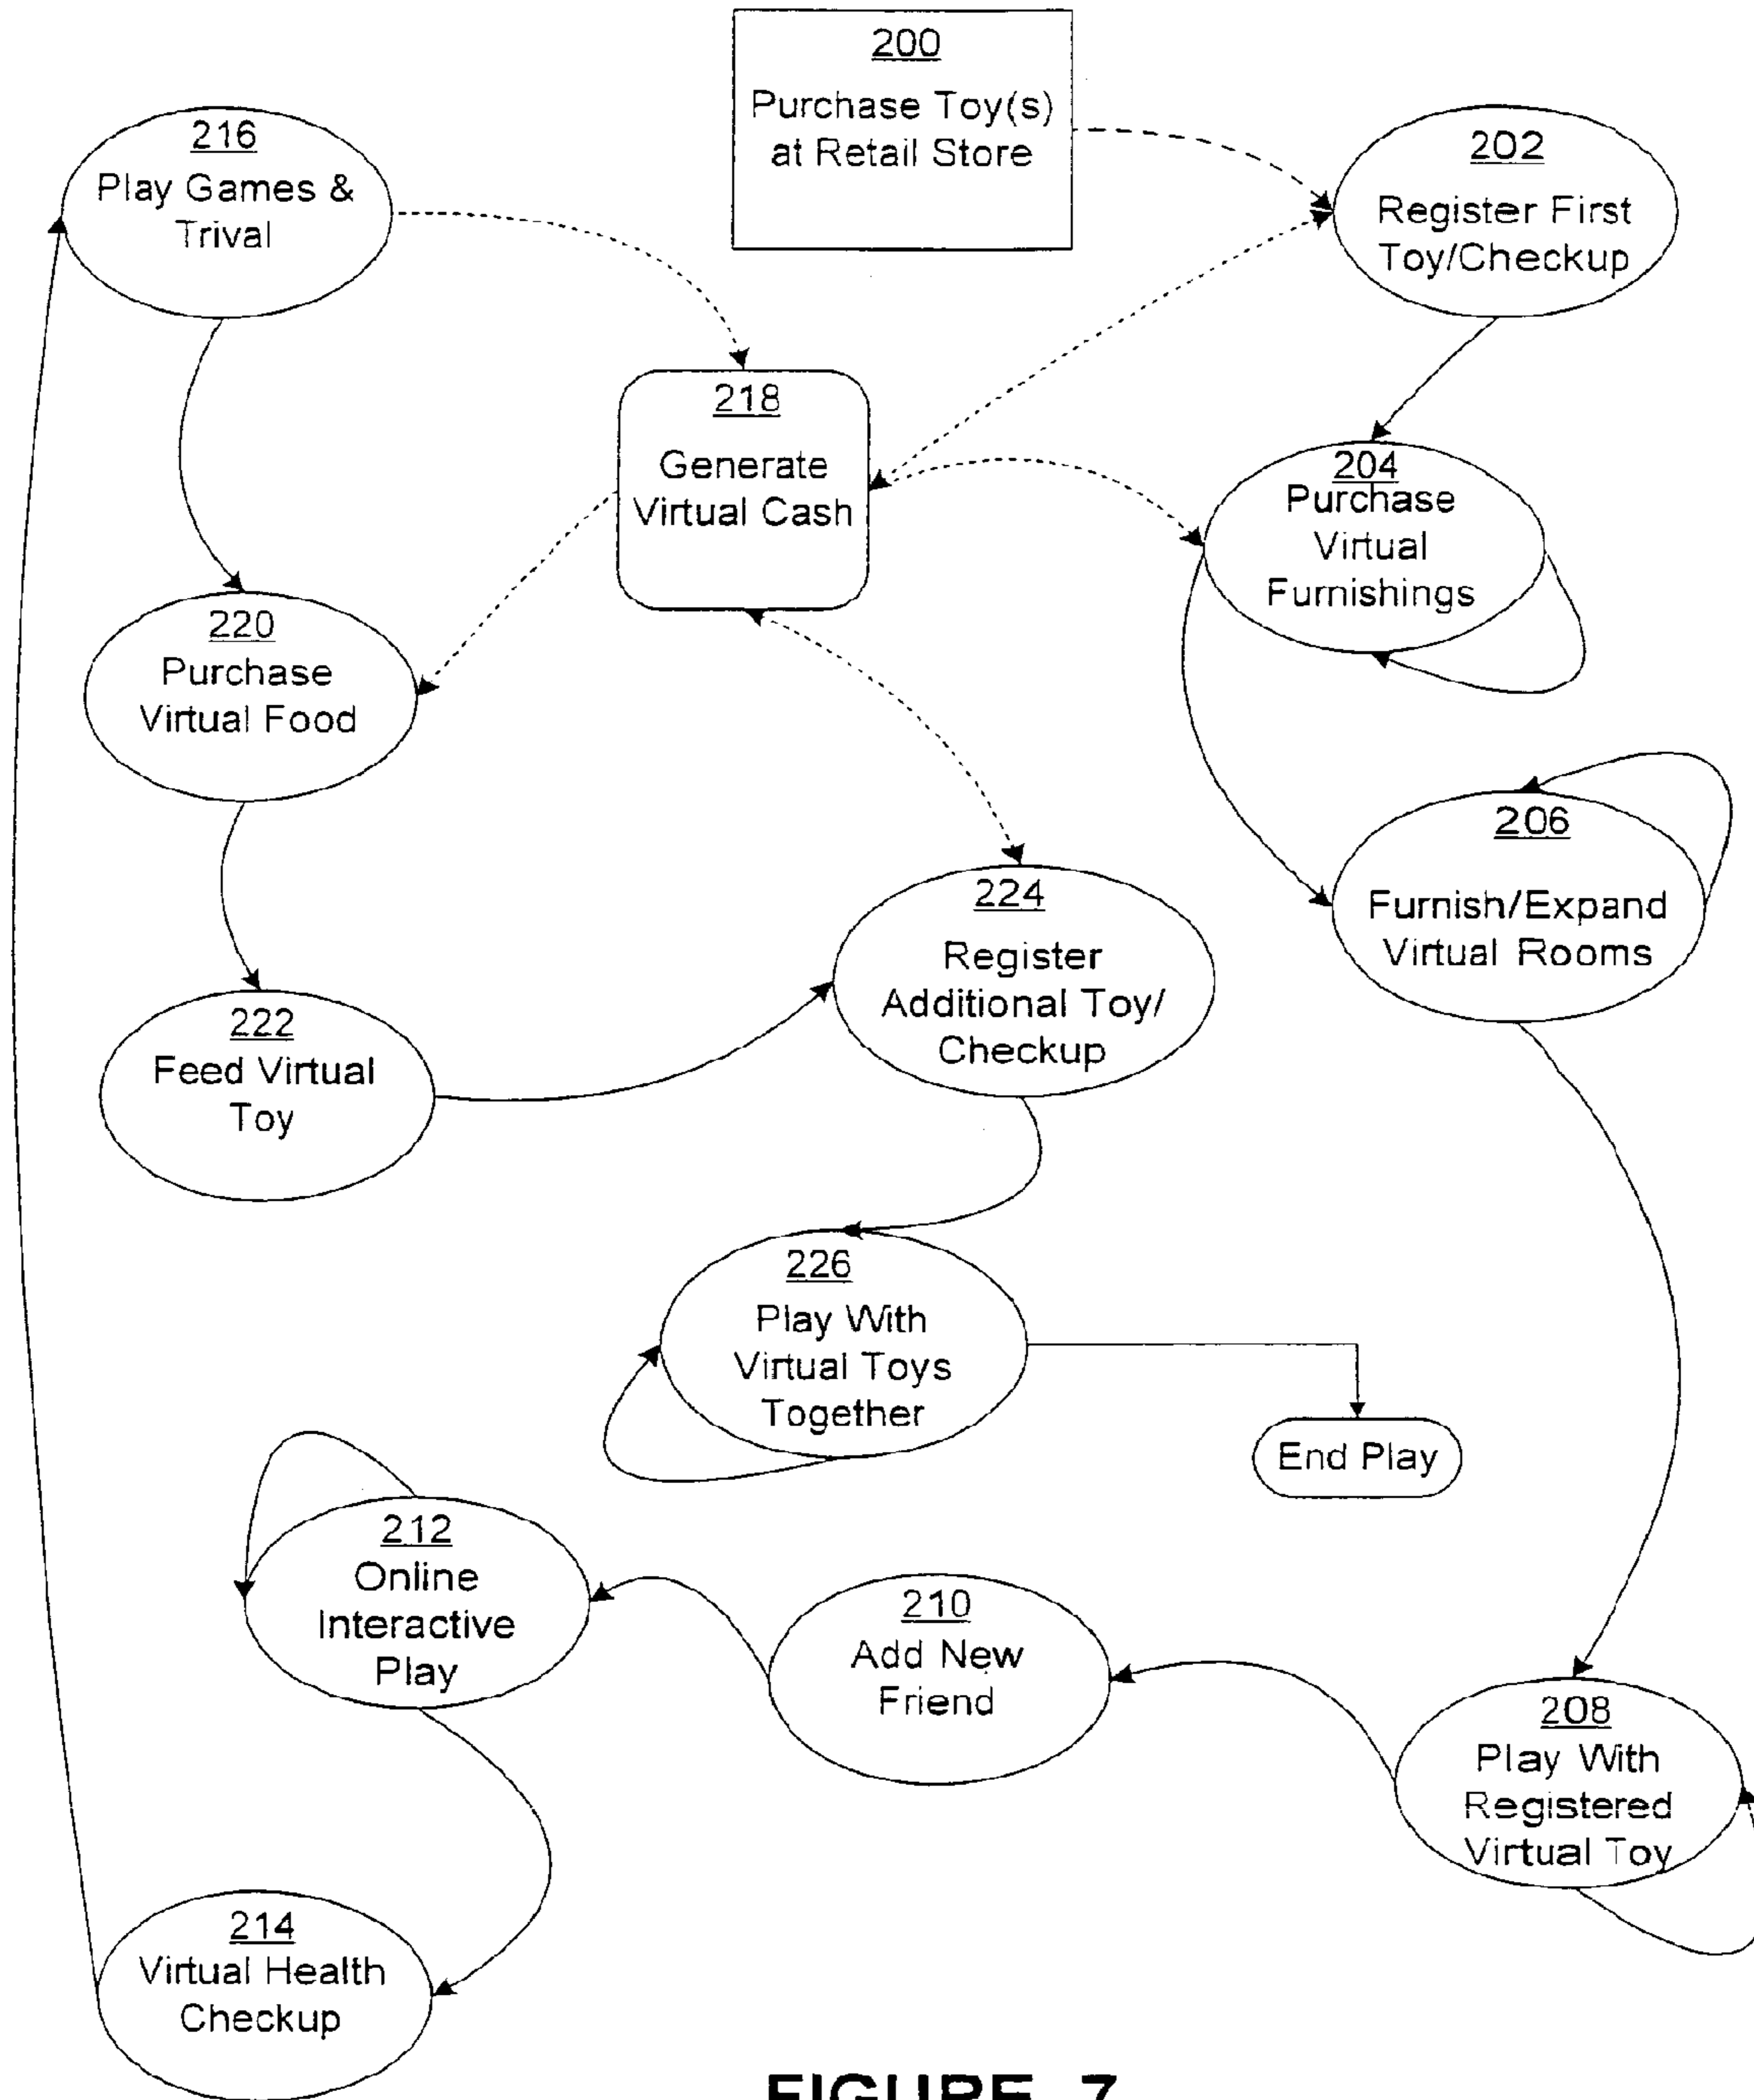 200
Purchase Toy(s)
at Retail Store
216
Play Games &
Trival
202
Register First
Toy/Checkup
218
Generate
Virtual Cash
204
Purchase
Virtual
Furnishings
220
Purchase
Virtual Food
206
Furnish/Expand
Virtual Rooms
224
Register
Additional Toy/
Checkup
222
Feed Virtual
Toy
226
Play With
Virtual Toys
Together
End Play
212
Online
Interactive
Play
210
Add New
Friend
208
Play With
Registered
Virtual Toy
214
Virtual Health
Checkup
FIGURE 7